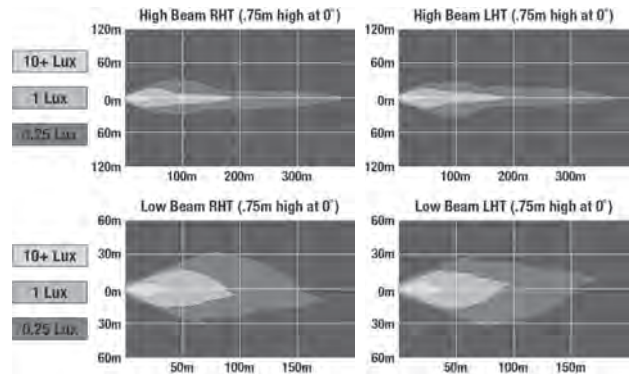 High Beam RHT (.75m high at 0°)
120m
60m
0m
60m
120m
100m 200m 300m
10+ Lux
1 Lux
0.25 Lux
High Beam LHT (.75m high at 0°)
120m
60m
0m
60m
120m
100m 200m 300m
Low Beam RHT (.75m high at 0°)
60m
30m
0m
30m
60m
50m 100m 150m
10+ Lux
1 Lux
0.25 Lux
Low Beam LHT (.75m high at 0°)
60m
30m
0m
30m
60m
50m 100m 150m